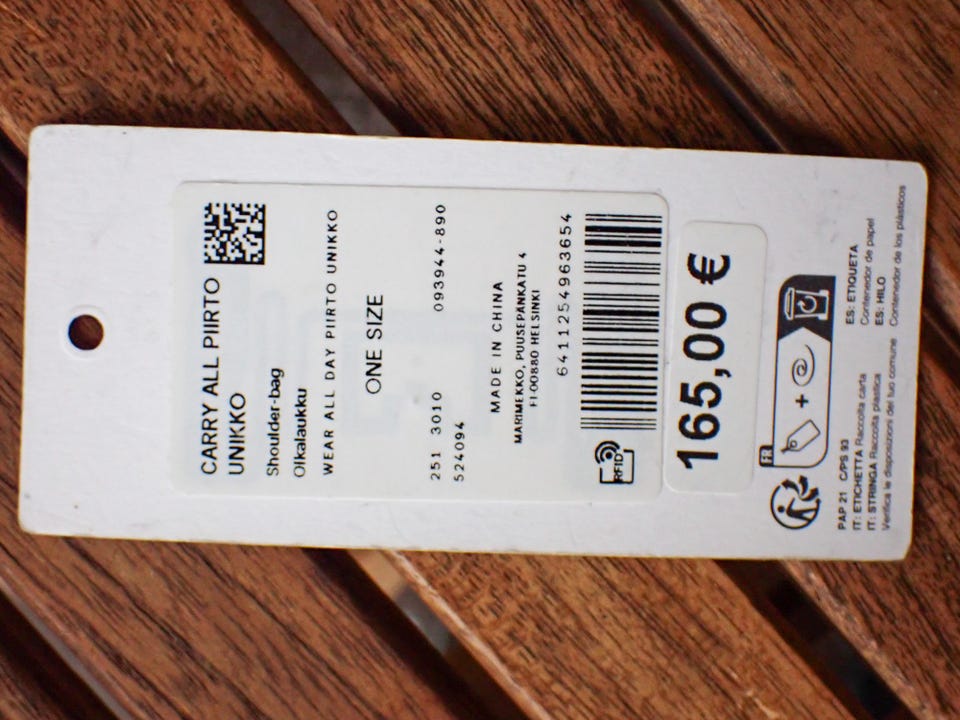 CARRY ALL PIIRTO
UNIKKO
Shoulder-bag
Olkalaukku
WEAR ALL DAY PIIRTO UNIKKO
ONE SIZE
251 3010 093944-890
524094
MADE IN CHINA
MARIMEKKO, PUUSEPÄNKATU 4
FI 00880 HELSINKI
6411254963654
RFID
165,00 €
FR
+
PAP 21 C/PS 93
IT: ETICHETTA Raccolta carta
IT: STRINGA Raccolta plastica
Verifica le disposizioni del tuo comune
ES: ETIQUETA
Contenedor de papel
ES: HILO
Contenedor de los plásticos